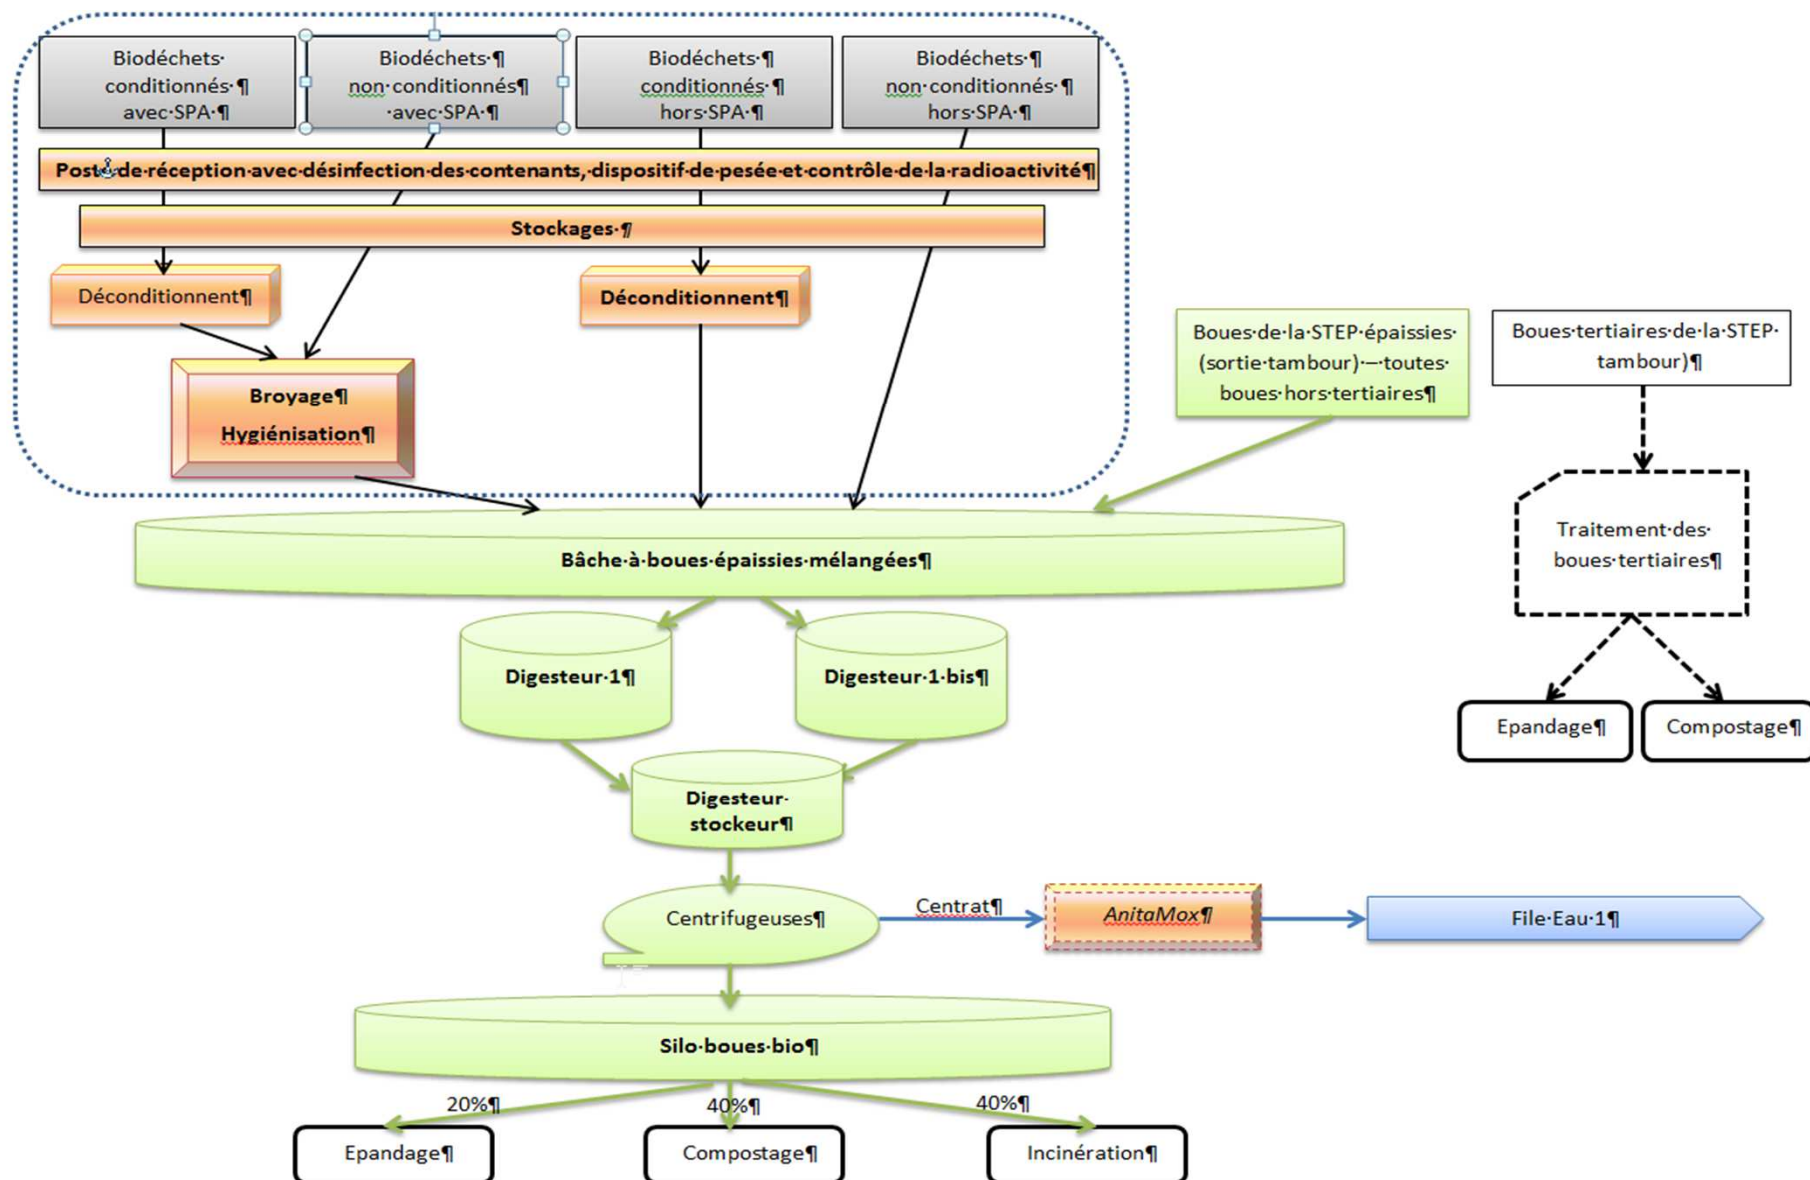 Biodéchets·
conditionnés·¶
avec·SPA·¶
Biodéchets·¶
non·conditionnés¶
·avec·SPA·¶
Biodéchets·¶
conditionnés·¶
hors·SPA·¶
Biodéchets·¶
non·conditionnés·¶
hors·SPA·¶
Poste·de·réception·avec·désinfection·des·contenants,·dispositif·de·pesée·et·contrôle·de·la·radioactivité¶
Stockages·¶
Déconditionnent¶
Déconditionnent¶
Broyage¶
Hygiénisation¶
Boues·de·la·STEP·épaissies·
(sortie·tambour)·–·toutes·
boues·hors·tertiaires¶
Boues·tertiaires·de·la·STEP·
tambour)¶
Traitement·des·
boues·tertiaires¶
Bâche·à·boues·épaissies·mélangées¶
Digesteur·1¶
Digesteur·1·bis¶
Epandage¶
Compostage¶
Digesteur·
stockeur¶
Centrifugeuses¶
Centrat¶
AnitaMox¶
File·Eau·1¶
Silo·boues·bio¶
20%¶
40%¶
40%¶
Epandage¶
Compostage¶
Incinération¶